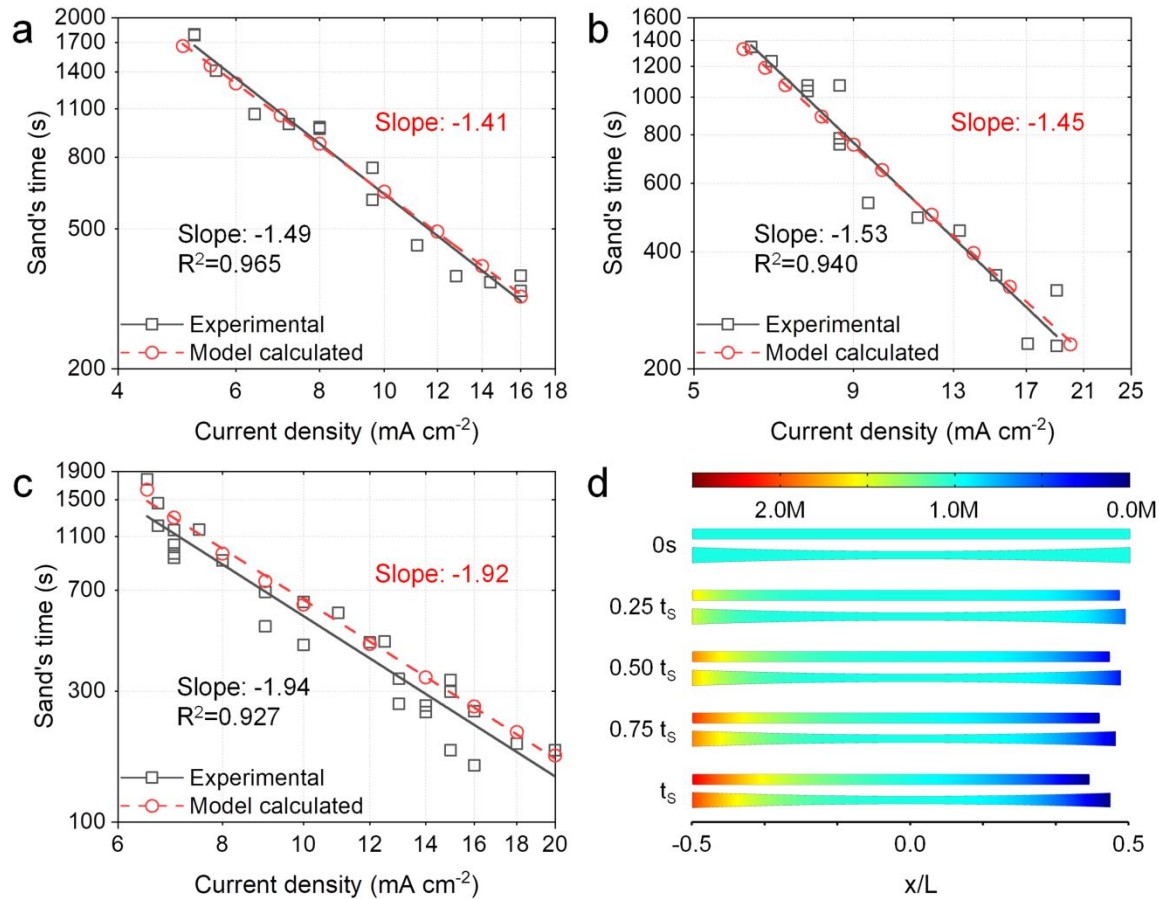 a
2000
1700
1400
1100
800
500
200
Sand's time (s)
Slope: -1.41
Slope: -1.49
R²=0.965
Experimental
Model calculated
4 6 8 10 12 14 16 18
Current density (mA cm⁻²)
b
1600
1400
1200
1000
800
600
400
200
Sand's time (s)
Slope: -1.45
Slope: -1.53
R²=0.940
Experimental
Model calculated
5 9 13 17 21 25
Current density (mA cm⁻²)
c
1900
1500
1100
700
300
100
Sand's time (s)
Slope: -1.92
Slope: -1.94
R²=0.927
Experimental
Model calculated
6 8 10 12 14 16 18 20
Current density (mA cm⁻²)
d
2.0M 1.0M 0.0M
0s
0.25 tₛ
0.50 tₛ
0.75 tₛ
tₛ
-0.5 0.0 0.5
x/L